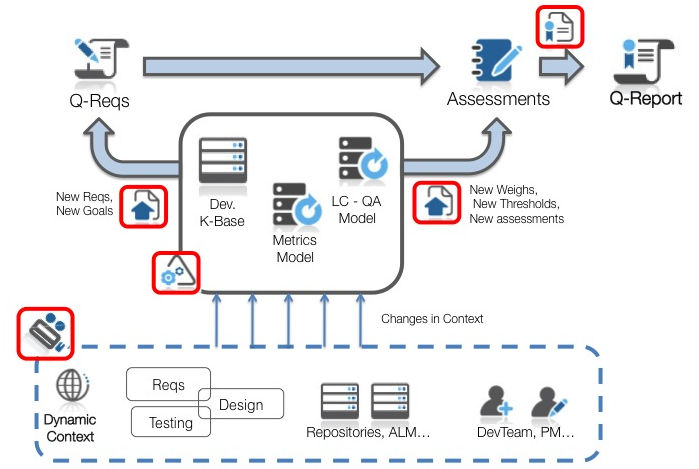 Q-Reqs
Assessments
Q-Report
New Reqs,
New Goals
Dev.
K-Base
Metrics
Model
LC - QA
Model
New Weighs,
New Thresholds,
New assessments
Changes in Context
Dynamic
Context
Reqs
Design
Testing
Repositories, ALM...
DevTeam, PM...